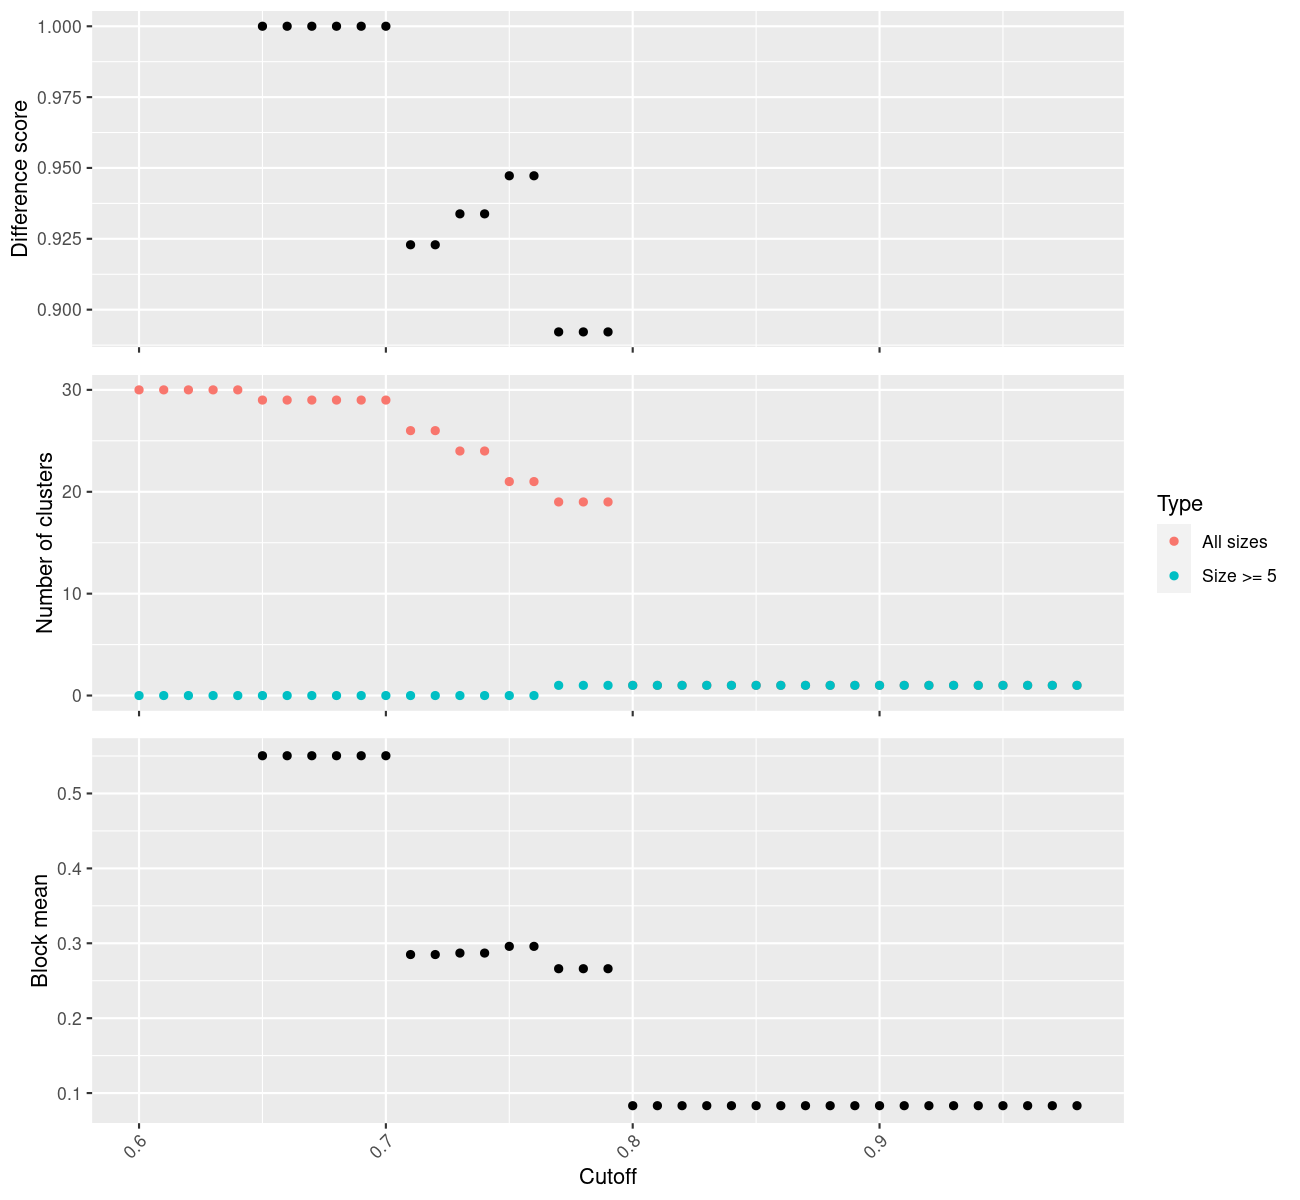 1.000
0.975
0.950
0.925
0.900
Difference score
30
20
10
0
Number of clusters
Type
All sizes
Size >= 5
0.5
0.4
0.3
0.2
0.1
Block mean
0.6
0.7
0.8
0.9
Cutoff